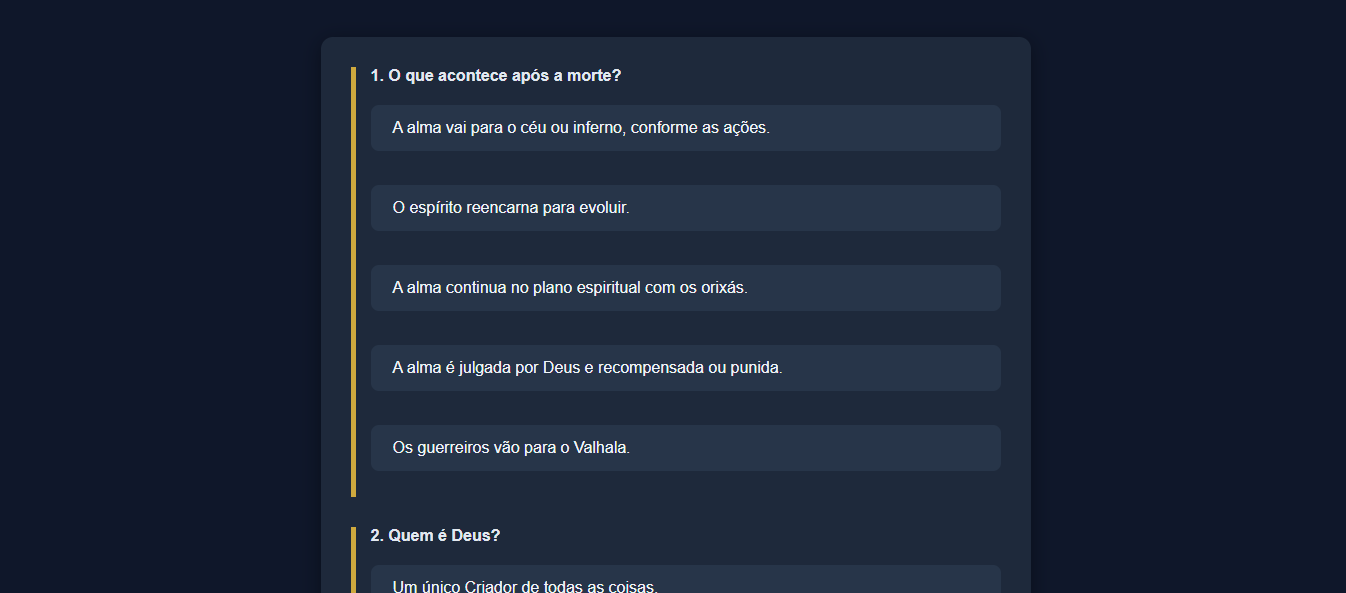 1. O que acontece após a morte?
A alma vai para o céu ou inferno, conforme as ações.
O espírito reencarna para evoluir.
A alma continua no plano espiritual com os orixás.
A alma é julgada por Deus e recompensada ou punida.
Os guerreiros vão para o Valhala.
2. Quem é Deus?
Um único Criador de todas as coisas.